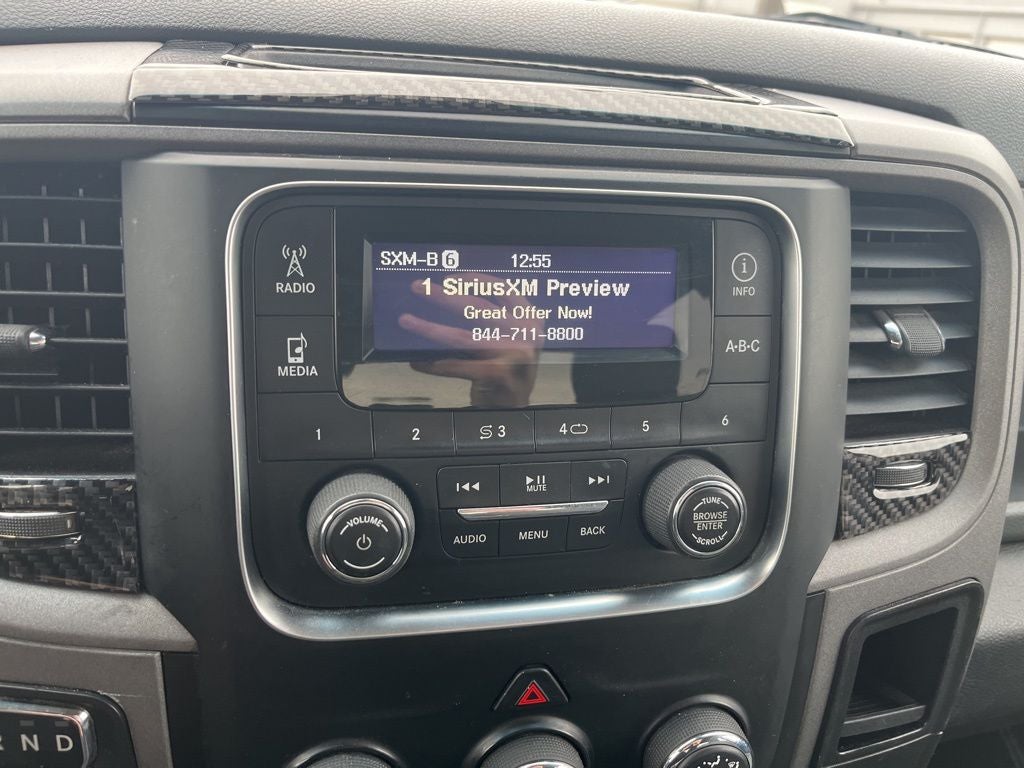 SXM-B 6 12:55
1 SiriusXM Preview
Great Offer Now!
844-711-8800
RADIO
MEDIA
INFO
A•B•C
1 2 3 4 5 6
MUTE
VOLUME
AUDIO MENU BACK
TUNE
BROWSE
ENTER
SCROLL
R N D